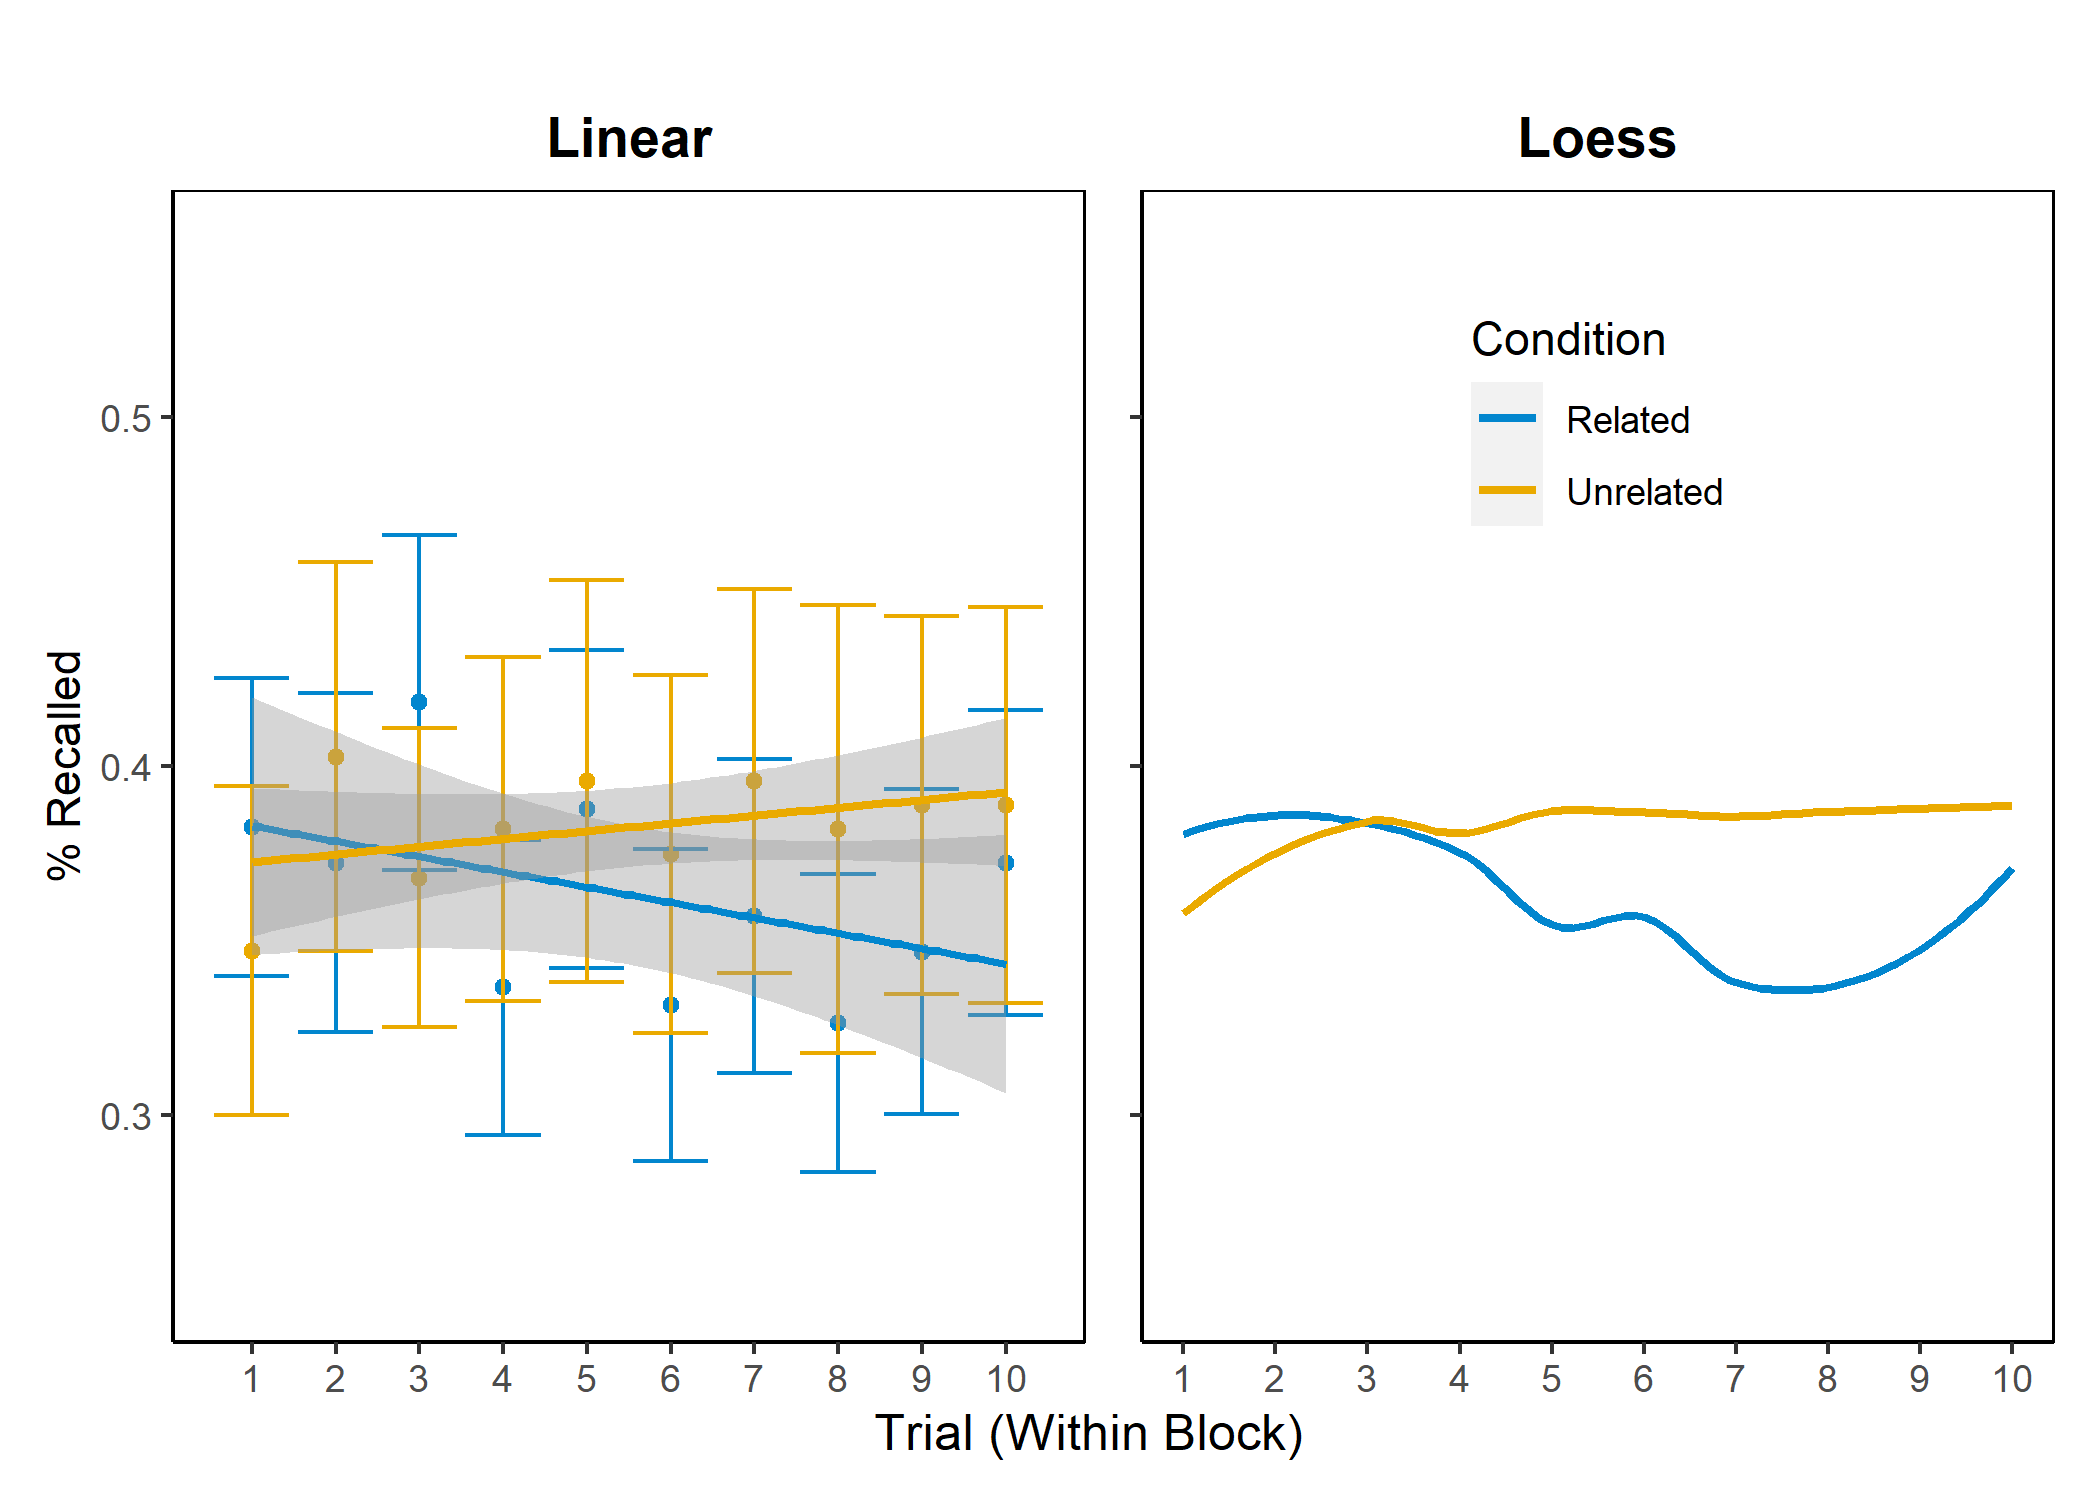 Linear
Loess
% Recalled
0.5
0.4
0.3
Condition
Related
Unrelated
1 2 3 4 5 6 7 8 9 10
1 2 3 4 5 6 7 8 9 10
Trial (Within Block)